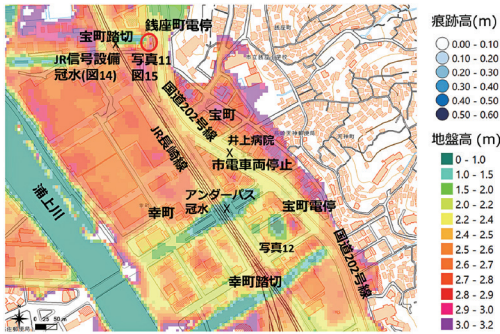 銭座町電停
宝町踏切
JR信号設備
冠水(図14)
写真11
図15
国道202号線
宝町
井上病院
JR長崎線
市電車両停止
浦上川
アンダーパス
冠水
幸町
宝町電停
写真12
国道202号線
幸町踏切
0 25 50 m
痕跡高(m)
0.00 - 0.10
0.10 - 0.20
0.20 - 0.30
0.30 - 0.40
0.40 - 0.50
0.50 - 0.60
地盤高 (m)
0 - 1.0
1.0 - 1.5
1.5 - 2.0
2.0 - 2.2
2.2 - 2.4
2.4 - 2.5
2.5 - 2.6
2.6 - 2.7
2.7 - 2.8
2.8 - 2.9
2.9 - 3.0
3.0 - 3.1